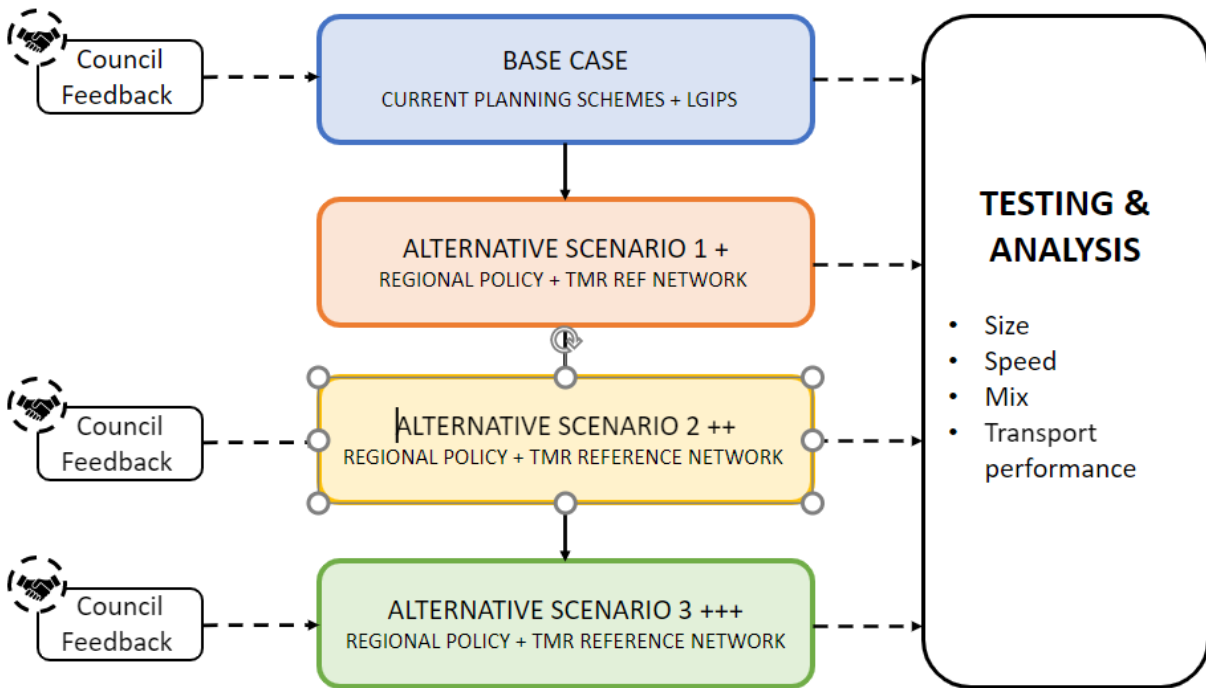 Council
Feedback
BASE CASE
CURRENT PLANNING SCHEMES + LGIPS
ALTERNATIVE SCENARIO 1 +
REGIONAL POLICY + TMR REF NETWORK
Council
Feedback
ALTERNATIVE SCENARIO 2 ++
REGIONAL POLICY + TMR REFERENCE NETWORK
Council
Feedback
ALTERNATIVE SCENARIO 3 +++
REGIONAL POLICY + TMR REFERENCE NETWORK
TESTING &
ANALYSIS
• Size
• Speed
• Mix
• Transport
performance